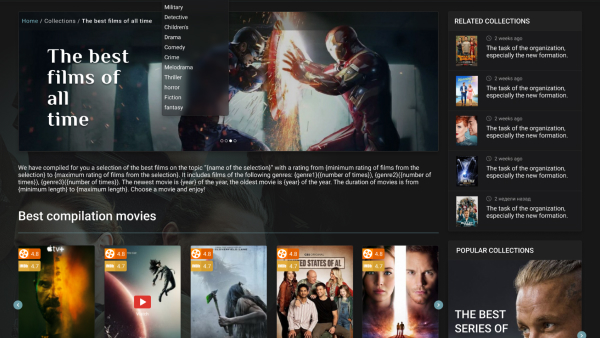 Home / Collections / The best films of all time
The best
films of
all
time
Military
Detective
Children's
Drama
Comedy
Crime
Melodrama
Thriller
horror
Fiction
fantasy
We have compiled for you a selection of the best films on the topic "{name of the selection}" with a rating from {minimum rating of films from the
selection} to {maximum rating of films from the selection}. It includes films of the following genres: {genre1}({number of times}), {genre2}({number of
times}), {genre3}({number of times}). The newest movie is {year} of the year, the oldest movie is {year} of the year. The duration of movies is from
{minimum length} to {maximum length}. Choose a movie and enjoy!
Best compilation movies
4.8
4.7
tv+
4.8
4.7
4.8
4.7
4.8
4.7
UNITED STATES OF AL
4.8
4.7
RELATED COLLECTIONS
2 weeks ago
The task of the organization,
especially the new formation.
2 weeks ago
The task of the organization,
especially the new formation.
2 weeks ago
The task of the organization,
especially the new formation.
2 weeks ago
The task of the organization,
especially the new formation.
2 недели назад
The task of the organization,
especially the new formation.
POPULAR COLLECTIONS
THE BEST
SERIES OF